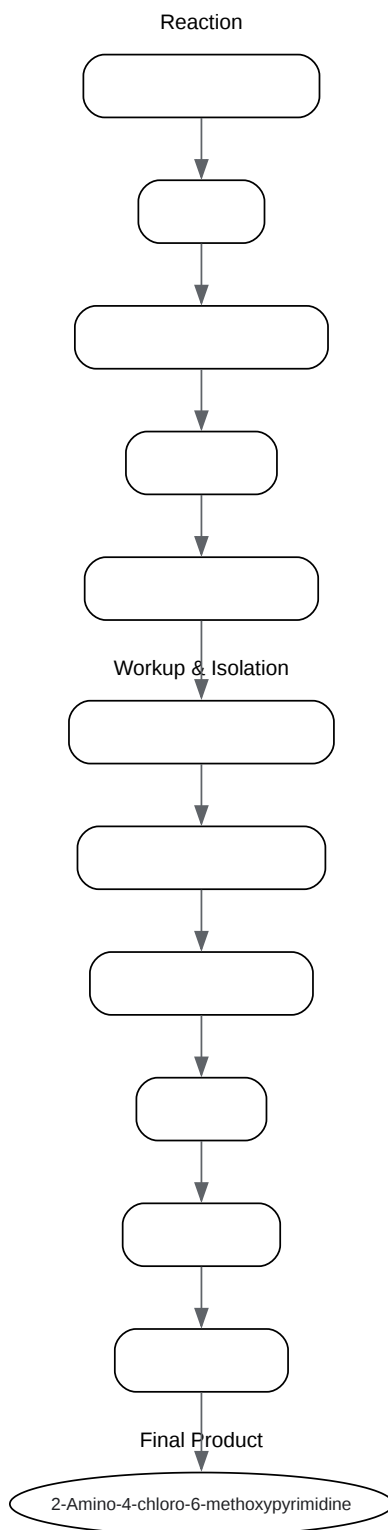 Reaction
Workup & Isolation
Final Product
2-Amino-4-chloro-6-methoxypyrimidine